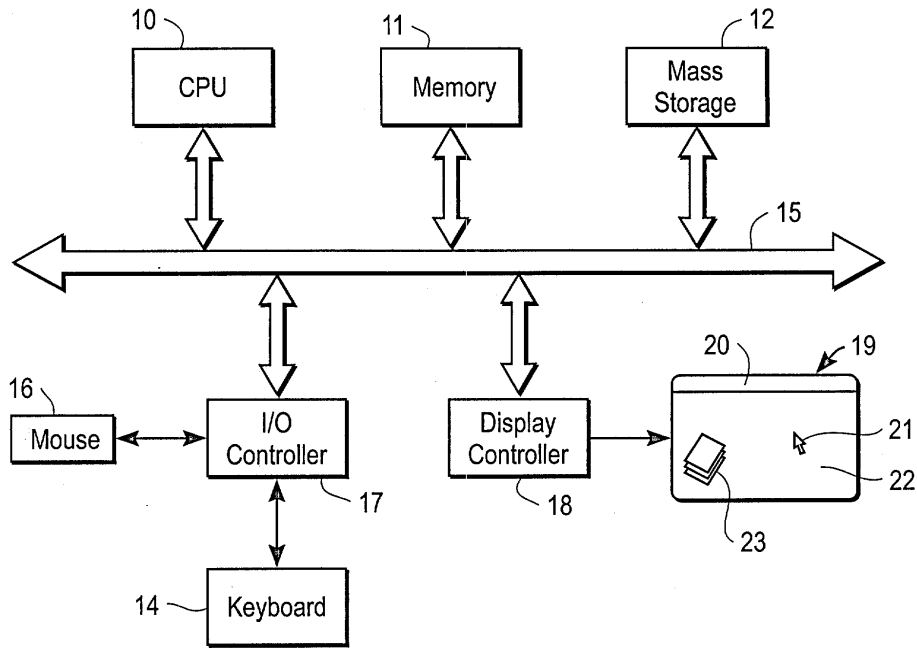 10
11
12
CPU
Memory
Mass
Storage
15
20
19
16
Mouse
I/O
Controller
Display
Controller
21
22
17
18
23
14
Keyboard